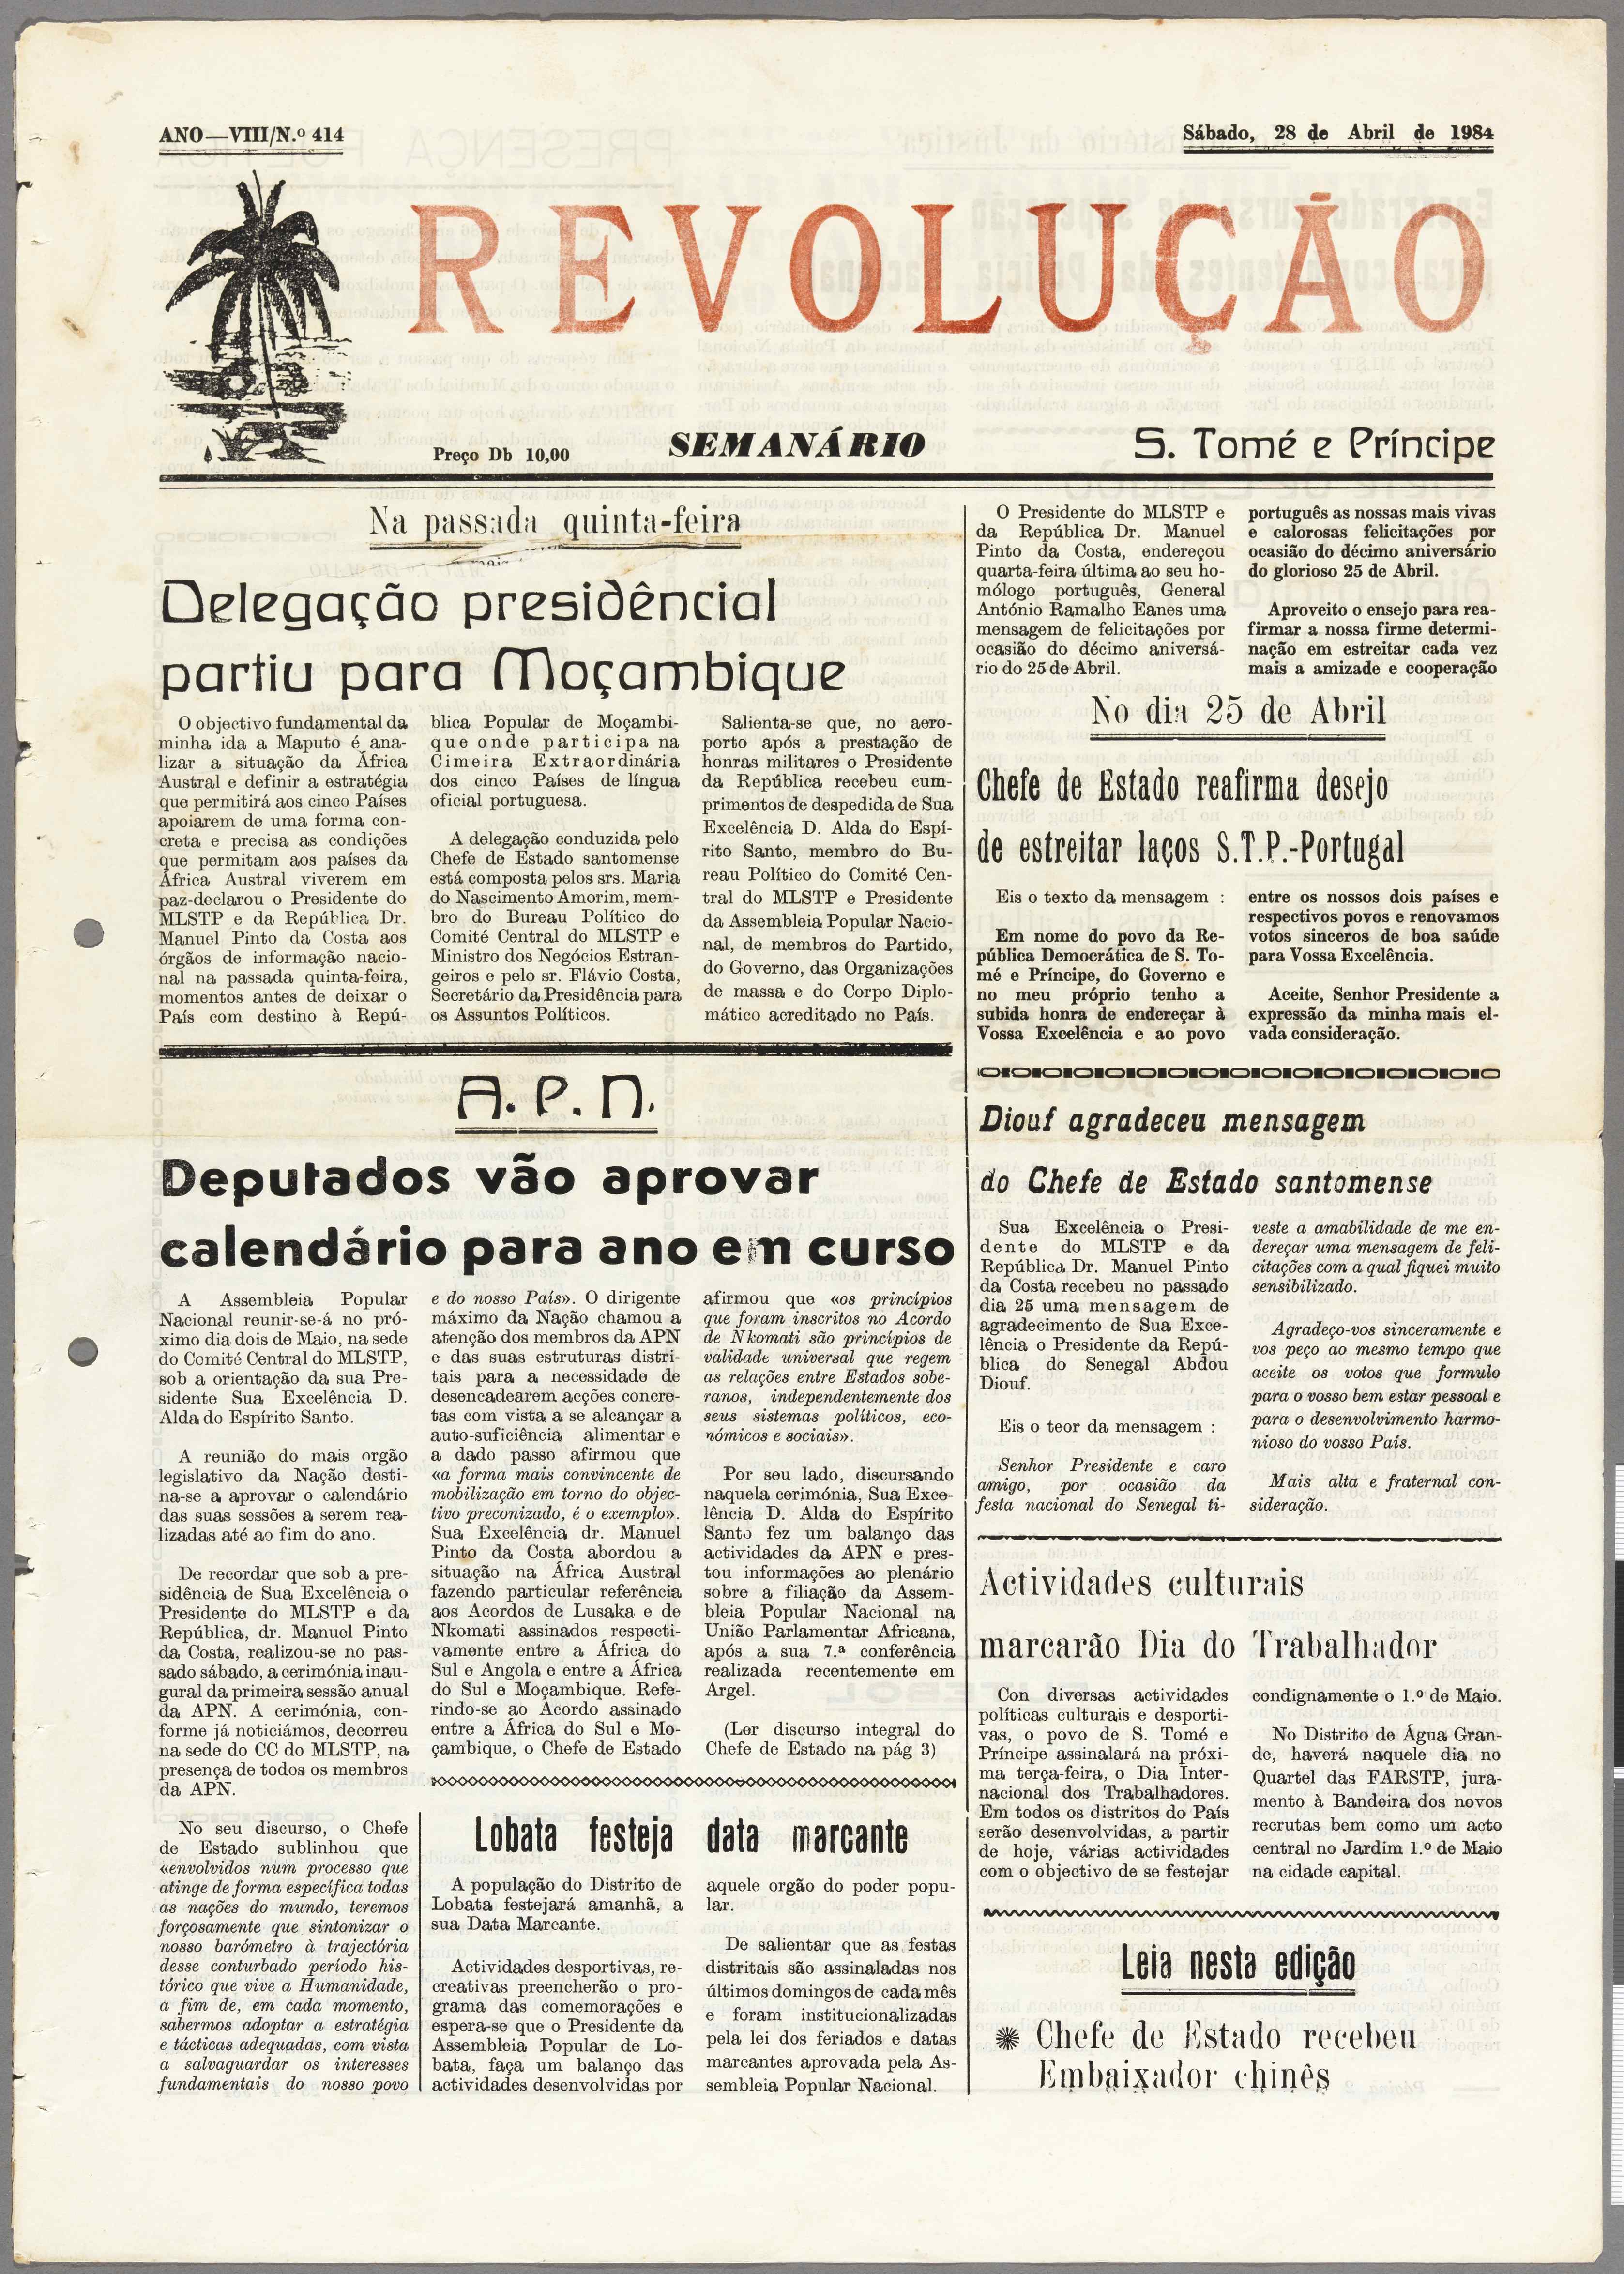 ANO—VIII/N.º 414
Sábado, 28 de Abril de 1984
REVOLUÇÃO
Preço Db 10,00
SEMANÁRIO
S. Tomé e Príncipe
Na passada quinta-feira
Delegação presidêncial
partiu para Moçambique
O objectivo fundamental da
minha ida a Maputo é ana-
lizar a situação da África
Austral e definir a estratégia
que permitirá aos cinco Países
apoiarem de uma forma con-
creta e precisa as condições
que permitam aos países da
África Austral viverem em
paz-declarou o Presidente do
MLSTP e da República Dr.
Manuel Pinto da Costa aos
órgãos de informação nacio-
nal na passada quinta-feira,
momentos antes de deixar o
País com destino à Repú-
blica Popular de Moçambi-
que onde participa na
Cimeira Extraordinária
dos cinco Países de língua
oficial portuguesa.
A delegação conduzida pelo
Chefe de Estado santomense
está composta pelos srs. Maria
do Nascimento Amorim, mem-
bro do Bureau Político do
Comité Central do MLSTP e
Ministro dos Negócios Estran-
geiros e pelo sr. Flávio Costa,
Secretário da Presidência para
os Assuntos Políticos.
Salienta-se que, no aero-
porto após a prestação de
honras militares o Presidente
da República recebeu cum-
primentos de despedida de Sua
Excelência D. Alda do Espí-
rito Santo, membro do Bu-
reau Político do Comité Cen-
tral do MLSTP e Presidente
da Assembleia Popular Nacio-
nal, de membros do Partido,
do Governo, das Organizações
de massa e do Corpo Diplo-
mático acreditado no País.
A. P. N.
Deputados vão aprovar
calendário para ano em curso
A Assembleia Popular
Nacional reunir-se-á no pró-
ximo dia dois de Maio, na sede
do Comité Central do MLSTP,
sob a orientação da sua Pre-
sidente Sua Excelência D.
Alda do Espírito Santo.
A reunião do mais orgão
legislativo da Nação desti-
na-se a aprovar o calendário
das suas sessões a serem rea-
lizadas até ao fim do ano.
De recordar que sob a pre-
sidência de Sua Excelência o
Presidente do MLSTP e da
República, dr. Manuel Pinto
da Costa, realizou-se no pas-
sado sábado, a cerimónia inau-
gural da primeira sessão anual
da APN. A cerimónia, con-
forme já noticiámos, decorreu
na sede do CC do MLSTP, na
presença de todos os membros
da APN.
No seu discurso, o Chefe
de Estado sublinhou que
«envolvidos num processo que
atinge de forma específica todas
as nações do mundo, teremos
forçosamente que sintonizar o
nosso barómetro à trajectória
desse conturbado período his-
tórico que vive a Humanidade,
a fim de, em cada momento,
sabermos adoptar a estratégia
e tácticas adequadas, com vista
a salvaguardar os interesses
fundamentais do nosso povo
e do nosso País». O dirigente
máximo da Nação chamou a
atenção dos membros da APN
e das suas estruturas distri-
tais para a necessidade de
desencadearem acções concre-
tas com vista a se alcançar a
auto-suficiência alimentar e
a dado passo afirmou que
«a forma mais convincente de
mobilização em torno do objec-
tivo preconizado, é o exemplo».
Sua Excelência dr. Manuel
Pinto da Costa abordou a
situação na África Austral
fazendo particular referência
aos Acordos de Lusaka e de
Nkomati assinados respecti-
vamente entre a África do
Sul e Angola e entre a África
do Sul e Moçambique. Refe-
rindo-se ao Acordo assinado
entre a África do Sul e Mo-
çambique, o Chefe de Estado
afirmou que «os princípios
que foram inscritos no Acordo
de Nkomati são princípios de
validade universal que regem
as relações entre Estados sobe-
ranos, independentemente dos
seus sistemas políticos, eco-
nómicos e sociais».
Por seu lado, discursando
naquela cerimónia, Sua Exce-
lência D. Alda do Espírito
Santo fez um balanço das
actividades da APN e pres-
tou informações ao plenário
sobre a filiação da Assem-
bleia Popular Nacional na
União Parlamentar Africana,
após a sua 7.ª conferência
realizada recentemente em
Argel.
(Ler discurso integral do
Chefe de Estado na pág 3)
Lobata festeja data marcante
A população do Distrito de
Lobata festejará amanhã, a
sua Data Marcante.
Actividades desportivas, re-
creativas preencherão o pro-
grama das comemorações e
espera-se que o Presidente da
Assembleia Popular de Lo-
bata, faça um balanço das
actividades desenvolvidas por
aquele orgão do poder popu-
lar.
De salientar que as festas
distritais são assinaladas nos
últimos domingos de cada mês
e foram institucionalizadas
pela lei dos feriados e datas
marcantes aprovada pela As-
sembleia Popular Nacional.
O Presidente do MLSTP e
da República Dr. Manuel
Pinto da Costa, endereçou
quarta-feira última ao seu ho-
mólogo português, General
António Ramalho Eanes uma
mensagem de felicitações por
ocasião do décimo aniversá-
rio do 25 de Abril.
português as nossas mais vivas
e calorosas felicitações por
ocasião do décimo aniversário
do glorioso 25 de Abril.
Aproveito o ensejo para rea-
firmar a nossa firme determi-
nação em estreitar cada vez
mais a amizade e cooperação
No dia 25 de Abril
Chefe de Estado reafirma desejo
de estreitar laços S.T.P.-Portugal
Eis o texto da mensagem :
Em nome do povo da Re-
pública Democrática de S. To-
mé e Príncipe, do Governo e
no meu próprio tenho a
subida honra de endereçar à
Vossa Excelência e ao povo
entre os nossos dois países e
respectivos povos e renovamos
votos sinceros de boa saúde
para Vossa Excelência.
Aceite, Senhor Presidente a
expressão da minha mais el-
vada consideração.
Diouf agradeceu mensagem
do Chefe de Estado santomense
Sua Excelência o Presi-
dente do MLSTP e da
República Dr. Manuel Pinto
da Costa recebeu no passado
dia 25 uma mensagem de
agradecimento de Sua Exce-
lência o Presidente da Repú-
blica do Senegal Abdou
Diouf.
Eis o teor da mensagem :
Senhor Presidente e caro
amigo, por ocasião da
festa nacional do Senegal ti-
veste a amabilidade de me en-
dereçar uma mensagem de feli-
citações com a qual fiquei muito
sensibilizado.
Agradeço-vos sinceramente e
vos peço ao mesmo tempo que
aceite os votos que formulo
para o vosso bem estar pessoal e
para o desenvolvimento harmo-
nioso do vosso País.
Mais alta e fraternal con-
sideração.
Actividades culturais
marcarão Dia do Trabalhador
Con diversas actividades
políticas culturais e desporti-
vas, o povo de S. Tomé e
Príncipe assinalará na próxi-
ma terça-feira, o Dia Inter-
nacional dos Trabalhadores.
Em todos os distritos do País
serão desenvolvidas, a partir
de hoje, várias actividades
com o objectivo de se festejar
condignamente o 1.º de Maio.
No Distrito de Água Gran-
de, haverá naquele dia no
Quartel das FARSTP, jura-
mento à Bandeira dos novos
recrutas bem como um acto
central no Jardim 1.º de Maio
na cidade capital.
Leia nesta edição
Chefe de Estado recebeu
Embaixador chinês